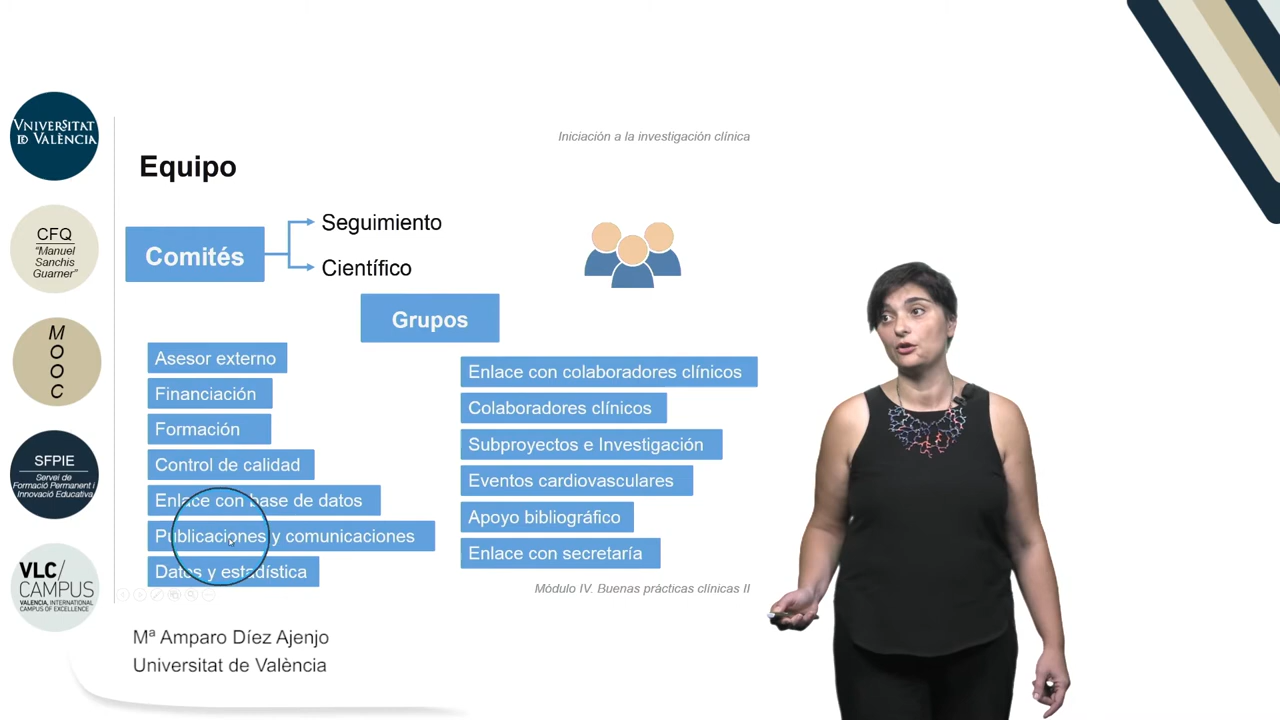 VNIVERSITAT
ID VALÈNCIA
CFQ
"Manuel
Sanchis
Guarner"
M
O
O
C
SFPIE
Servei de
Formació Permanent i
Innovació Educativa
VLC/
CAMPUS
VALENCIA, INTERNATIONAL
CAMPUS OF EXCELLENCE
Iniciación a la investigación clínica
Equipo
Comités
Seguimiento
Científico
Grupos
Asesor externo
Financiación
Formación
Control de calidad
Enlace con base de datos
Publicaciones y comunicaciones
Datos y estadística
Enlace con colaboradores clínicos
Colaboradores clínicos
Subproyectos e Investigación
Eventos cardiovasculares
Apoyo bibliográfico
Enlace con secretaría
Módulo IV. Buenas prácticas clínicas II
Mª Amparo Díez Ajenjo
Universitat de València